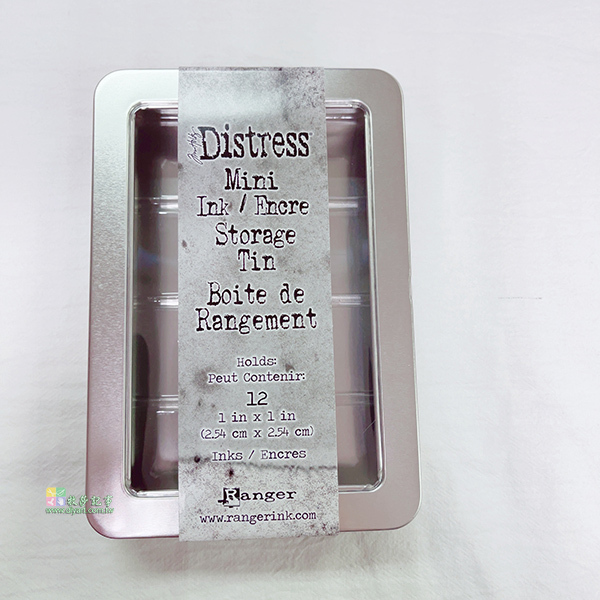 Distress
Mini
Ink / Encre
Storage
Tin
Boite de
Rangement
Holds:
Peut Contenir:
12
1 in x 1 in
(2.54 cm x 2.54 cm)
Inks / Encres
Ranger
www.rangerink.com